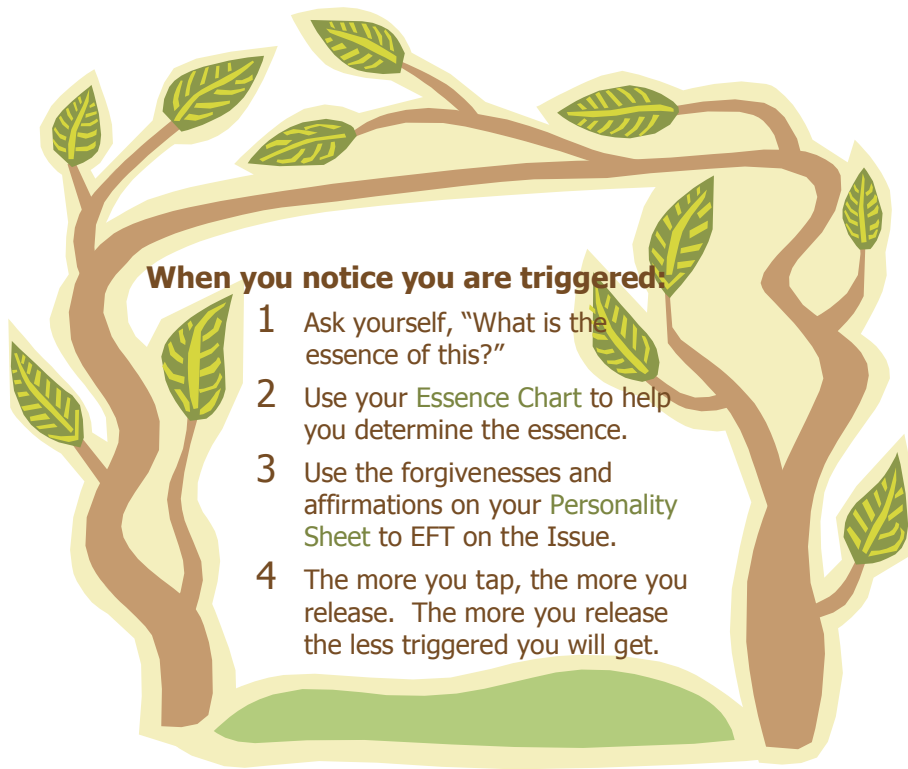 When you notice you are triggered:
1 Ask yourself, “What is the
essence of this?”
2 Use your Essence Chart to help
you determine the essence.
3 Use the forgivenesses and
affirmations on your Personality
Sheet to EFT on the Issue.
4 The more you tap, the more you
release.  The more you release
the less triggered you will get.